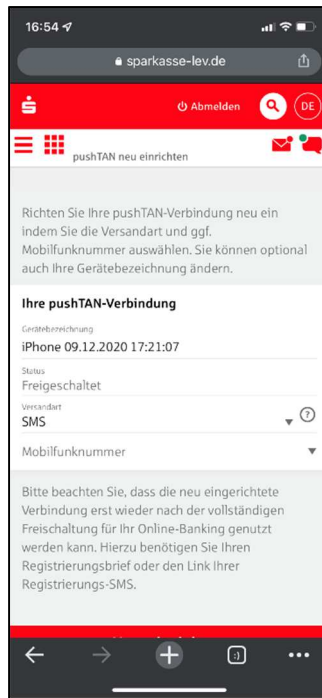 16:54
sparkasse-lev.de
Abmelden
DE
pushTAN neu einrichten
Richten Sie Ihre pushTAN-Verbindung neu ein
indem Sie die Versandart und ggf.
Mobilfunknummer auswählen. Sie können optional
auch Ihre Gerätebezeichnung ändern.
Ihre pushTAN-Verbindung
Gerätebezeichnung
iPhone 09.12.2020 17:21:07
Status
Freigeschaltet
Versandart
SMS
?
Mobilfunknummer
Bitte beachten Sie, dass die neu eingerichtete
Verbindung erst wieder nach der vollständigen
Freischaltung für Ihr Online-Banking genutzt
werden kann. Hierzu benötigen Sie Ihren
Registrierungsbrief oder den Link Ihrer
Registrierungs-SMS.
:)